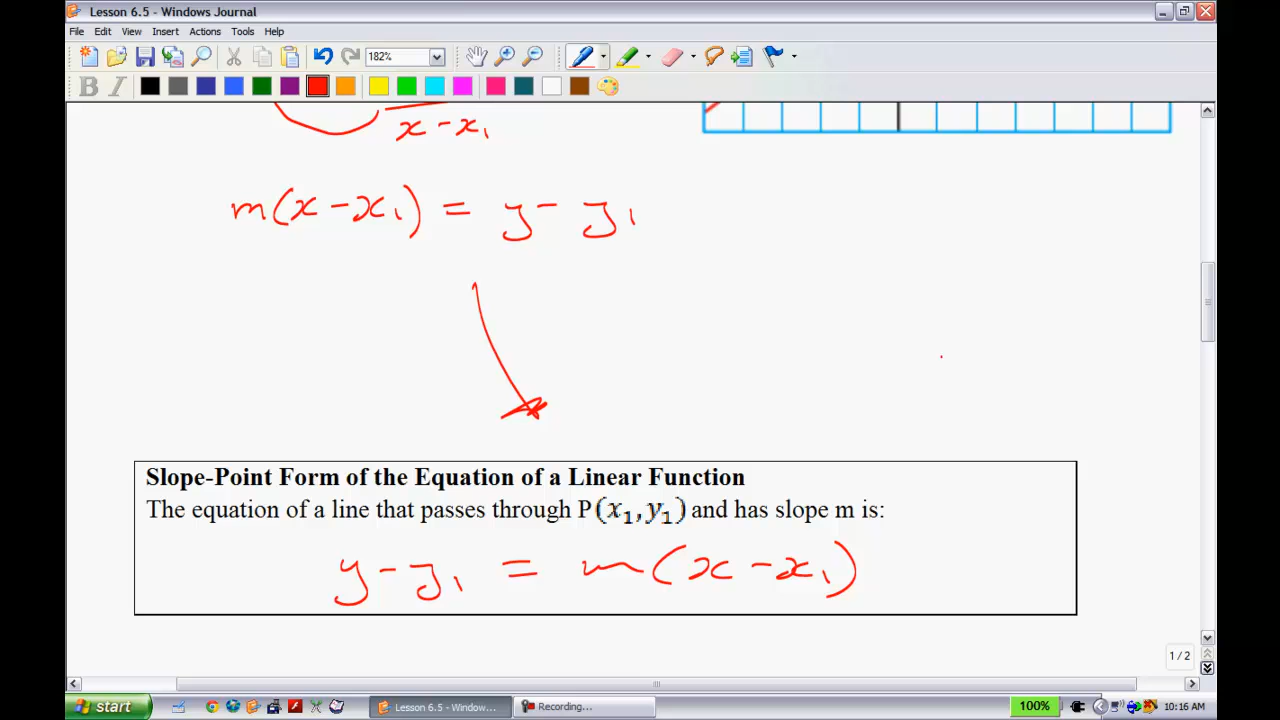 Lesson 6.5 - Windows Journal
File Edit View Insert Actions Tools Help
182%
B I
x - x₁
m(x - x₁) = y - y₁
Slope-Point Form of the Equation of a Linear Function
The equation of a line that passes through P(x₁, y₁) and has slope m is:
y - y₁ = m(x - x₁)
1 / 2
start Lesson 6.5 - Window... Recording... 100% 10:16 AM